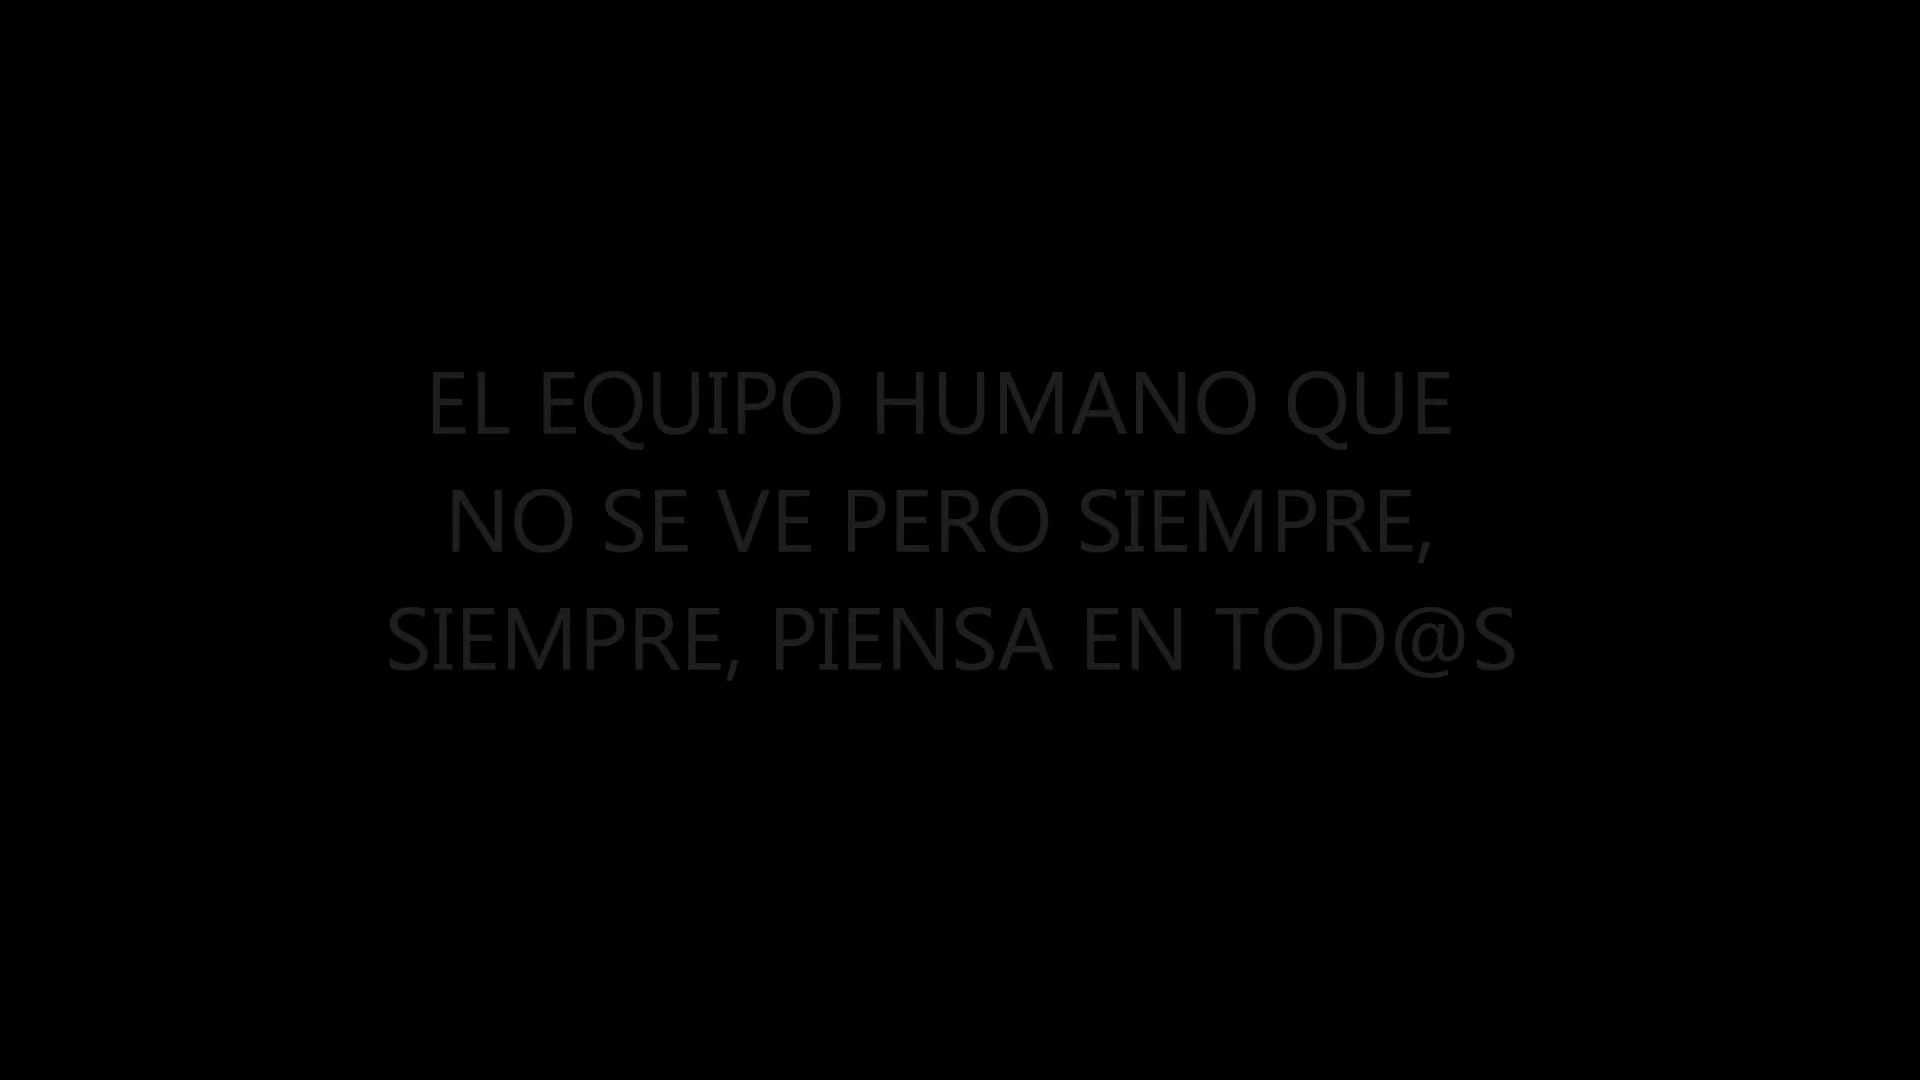 EL EQUIPO HUMANO QUE
NO SE VE PERO SIEMPRE,
SIEMPRE, PIENSA EN TOD@S